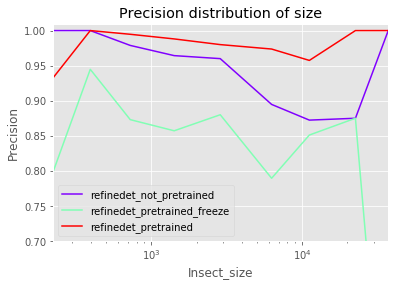 Precision distribution of size
1.00
0.95
0.90
0.85
0.80
0.75
0.70
Precision
refinedet_not_pretrained
refinedet_pretrained_freeze
refinedet_pretrained
10³ 10⁴
Insect_size